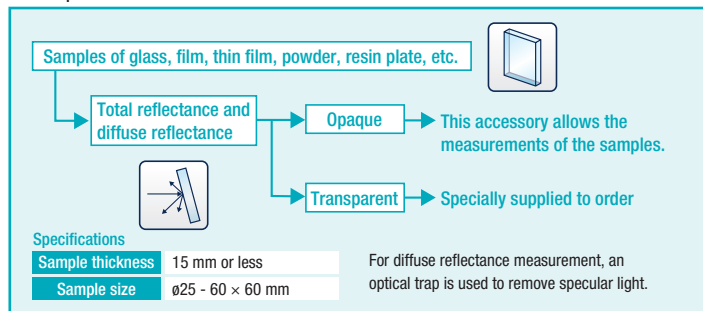 Samples of glass, film, thin film, powder, resin plate, etc.
Total reflectance and
diffuse reflectance
Opaque
This accessory allows the
measurements of the samples.
Transparent
Specially supplied to order
Specifications
Sample thickness 15 mm or less
Sample size ø25 - 60 × 60 mm
For diffuse reflectance measurement, an
optical trap is used to remove specular light.